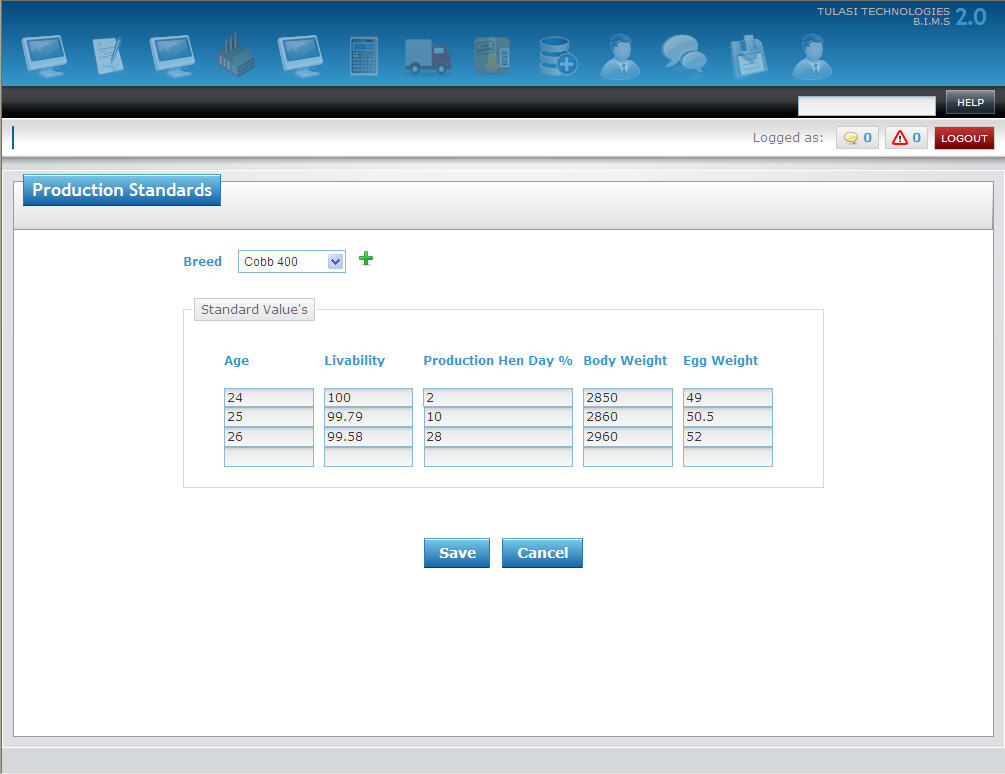 TULASI TECHNOLOGIES
B.I.M.S 2.0
HELP
Logged as: 0 0 LOGOUT
Production Standards
Breed Cobb 400
Standard Value's
Age Livability Production Hen Day % Body Weight Egg Weight
24 100 2 2850 49
25 99.79 10 2860 50.5
26 99.58 28 2960 52
Save Cancel